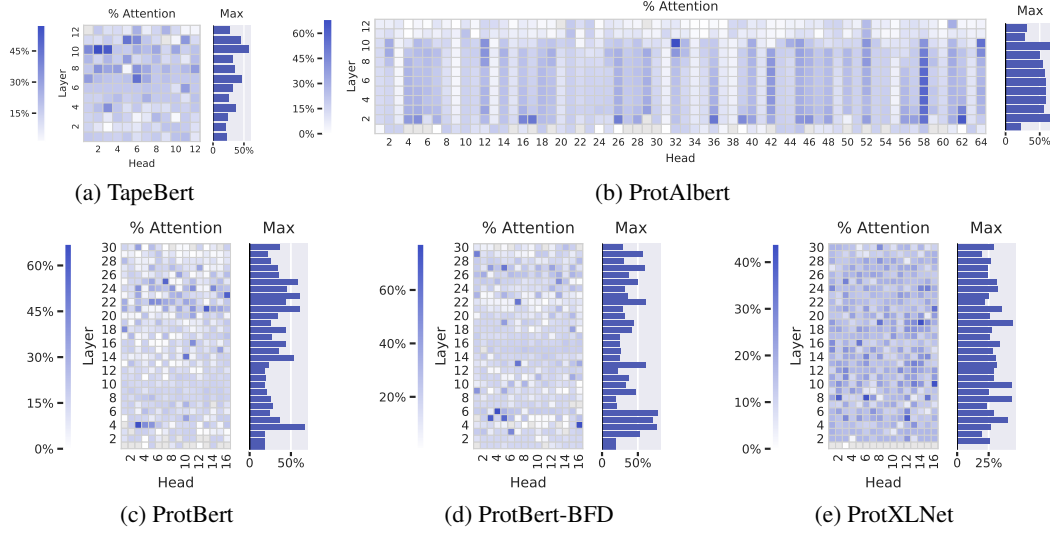 % Attention
Max
45%
30%
15%
Layer
12
10
8
6
4
2
2 4 6 8 10 12
0 50%
Head
(a) TapeBert
% Attention
Max
60%
40%
20%
0%
Layer
12
10
8
6
4
2
2 4 6 8 10 12 14 16 18 20 22 24 26 28 30 32 34 36 38 40 42 44 46 48 50 52 54 56 58 60 62 64
0 50%
Head
(b) ProtAlbert
% Attention
Max
60%
45%
30%
15%
0%
Layer
30
28
26
24
22
20
18
16
14
12
10
8
6
4
2
2 4 6 8 10 12 14 16
0 50%
Head
(c) ProtBert
% Attention
Max
60%
40%
20%
Layer
30
28
26
24
22
20
18
16
14
12
10
8
6
4
2
2 4 6 8 10 12 14 16
0 50%
Head
(d) ProtBert-BFD
% Attention
Max
40%
30%
20%
10%
0%
Layer
30
28
26
24
22
20
18
16
14
12
10
8
6
4
2
2 4 6 8 10 12 14 16
0 25%
Head
(e) ProtXLNet